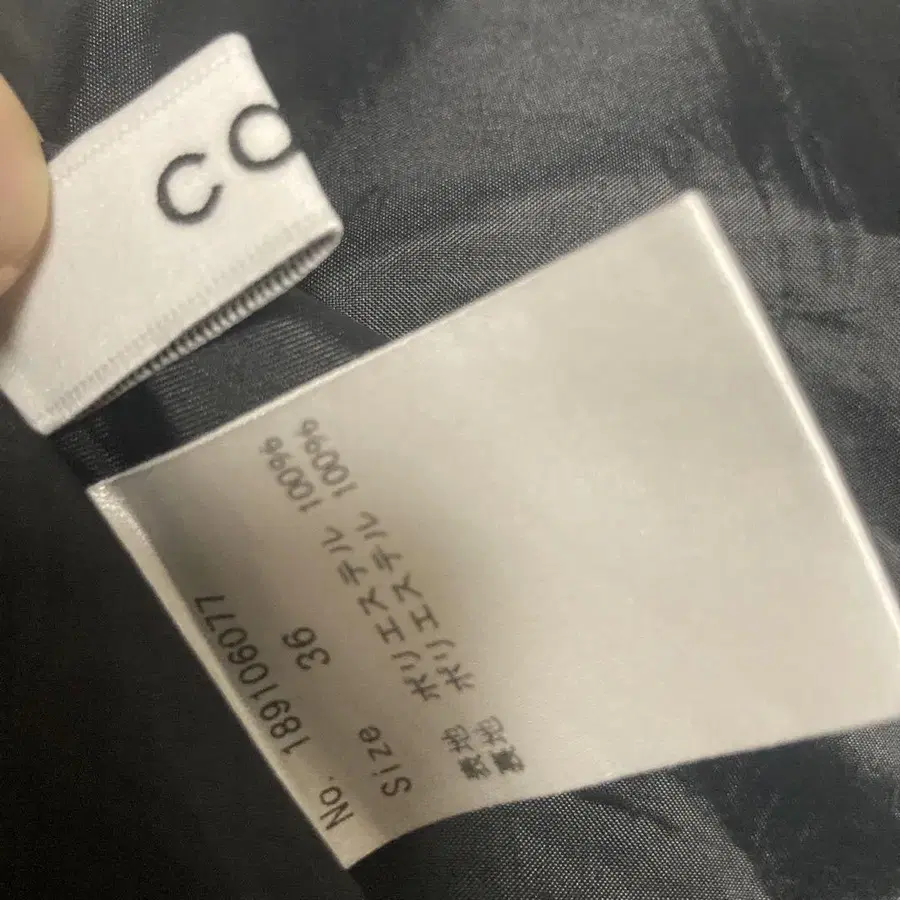 CO
No. 189106077
Size 36
表地 ポリエステル 100%
裏地 ポリエステル 100%